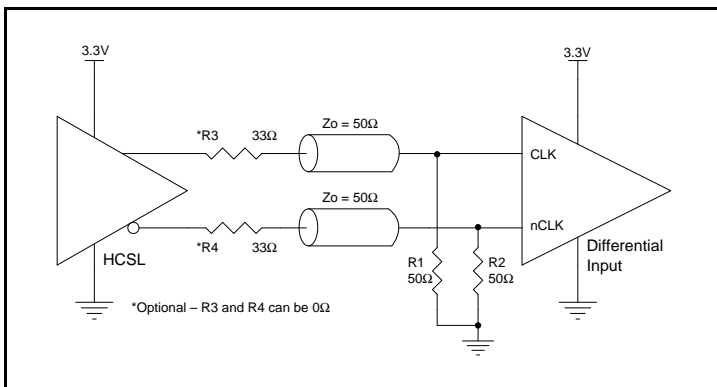 3.3V
3.3V
*R3 33Ω
Zo = 50Ω
CLK
Zo = 50Ω
nCLK
HCSL
*R4 33Ω
R1
50Ω
R2
50Ω
Differential
Input
*Optional – R3 and R4 can be 0Ω